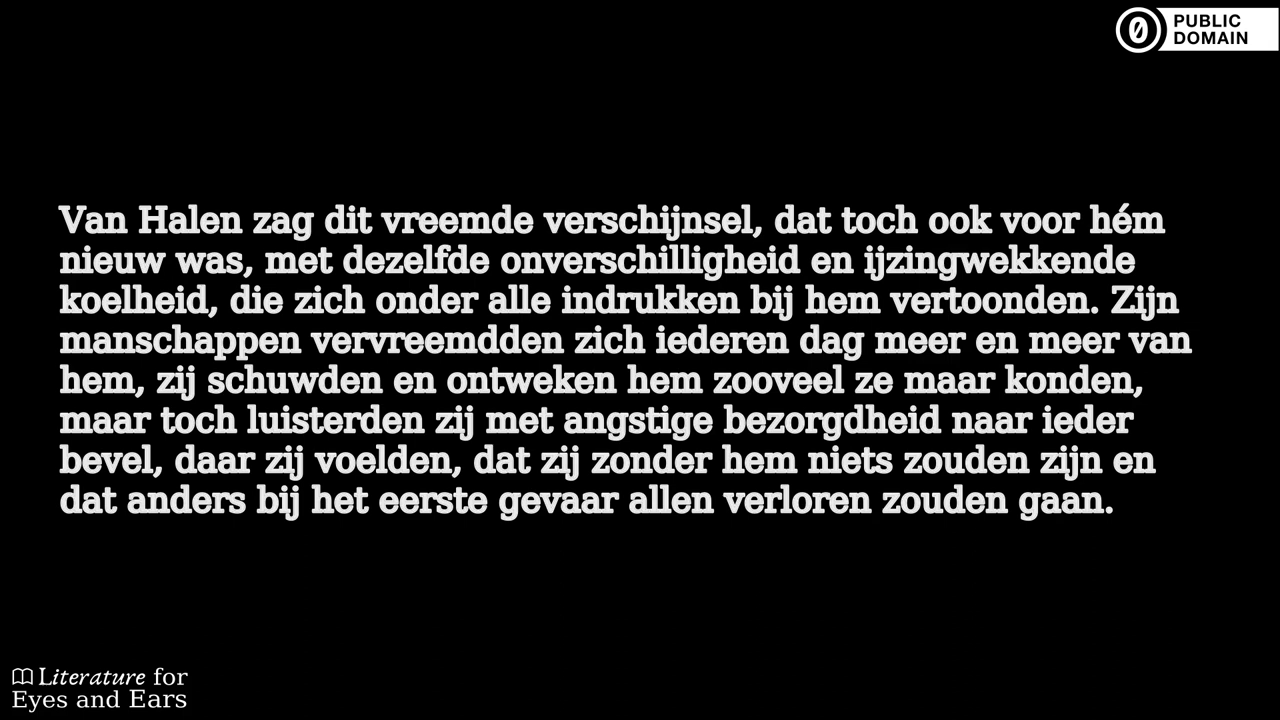 PUBLIC
DOMAIN
Van Halen zag dit vreemde verschijnsel, dat toch ook voor hém
nieuw was, met dezelfde onverschilligheid en ijzingwekkende
koelheid, die zich onder alle indrukken bij hem vertoonden. Zijn
manschappen vervreemdden zich iederen dag meer en meer van
hem, zij schuwden en ontweken hem zooveel ze maar konden,
maar toch luisterden zij met angstige bezorgdheid naar ieder
bevel, daar zij voelden, dat zij zonder hem niets zouden zijn en
dat anders bij het eerste gevaar allen verloren zouden gaan.
Literature for
Eyes and Ears